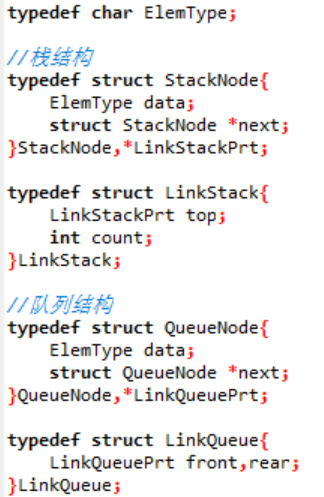 typedef char ElemType;
//栈结构
typedef struct StackNode{
    ElemType data;
    struct StackNode *next;
}StackNode,*LinkStackPrt;
typedef struct LinkStack{
    LinkStackPrt top;
    int count;
}LinkStack;
//队列结构
typedef struct QueueNode{
    ElemType data;
    struct QueueNode *next;
}QueueNode,*LinkQueuePrt;
typedef struct LinkQueue{
    LinkQueuePrt front,rear;
}LinkQueue;